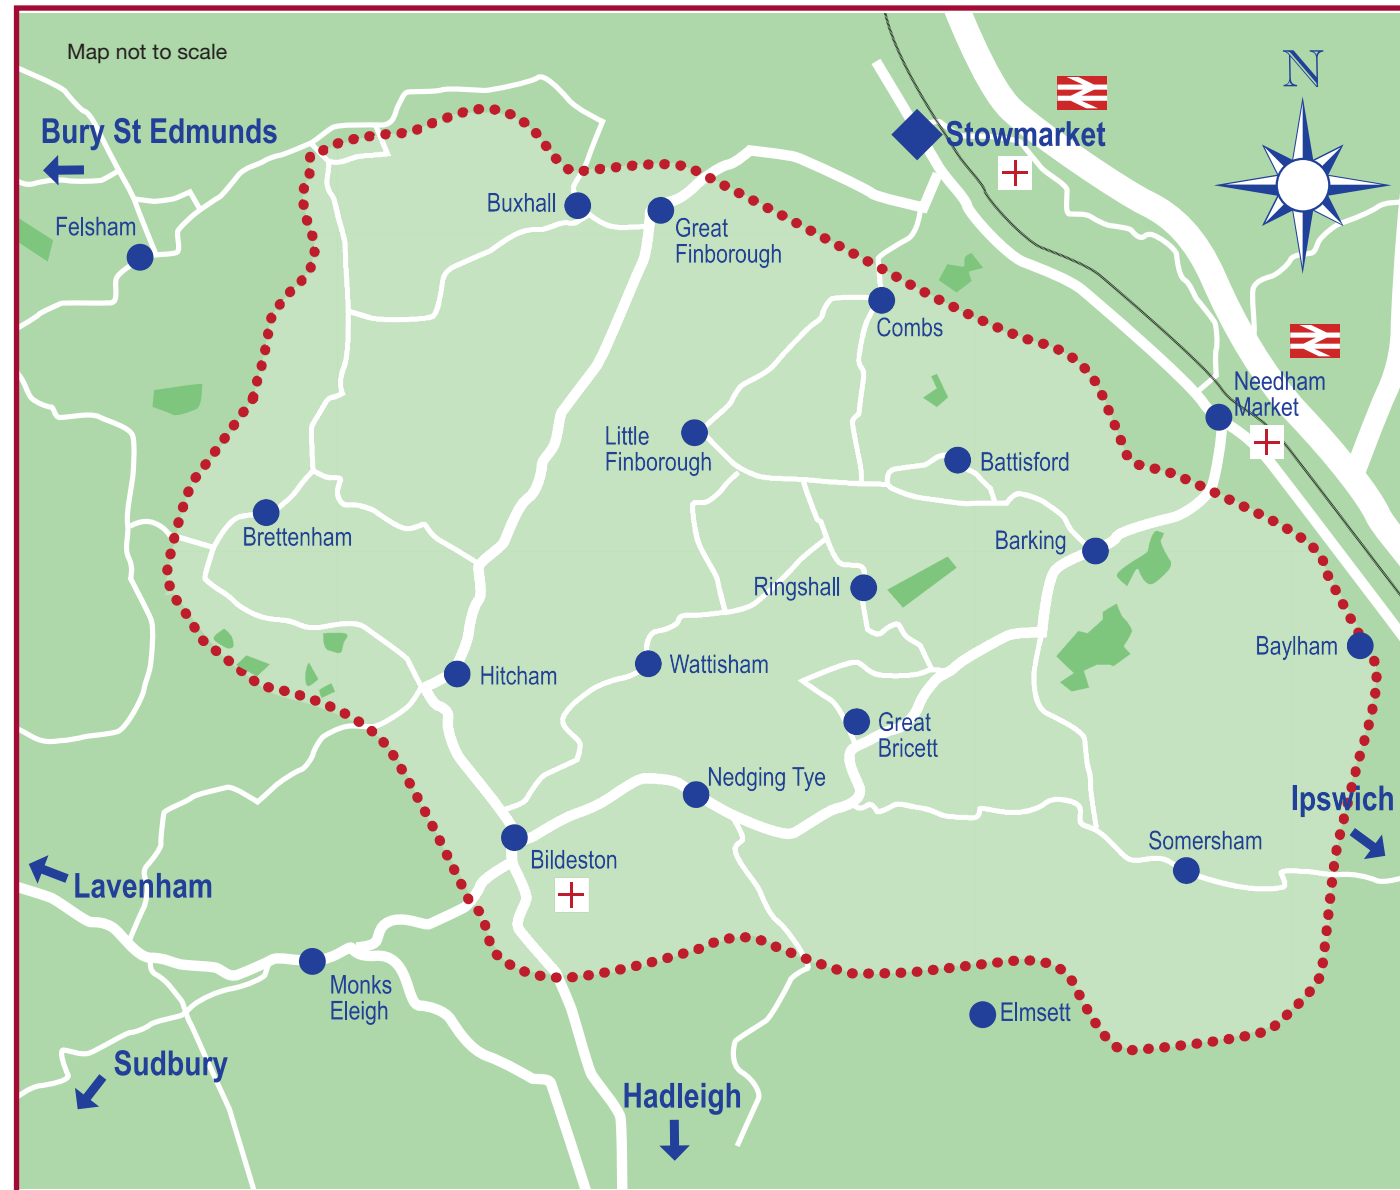 Map not to scale
N
Bury St Edmunds
Stowmarket
Felsham
Buxhall
Great
Finborough
Combs
Needham
Market
Little
Finborough
Battisford
Brettenham
Barking
Ringshall
Baylham
Hitcham
Wattisham
Great
Bricett
Nedging Tye
Ipswich
Somersham
Bildeston
Lavenham
Monks
Eleigh
Elmsett
Sudbury
Hadleigh